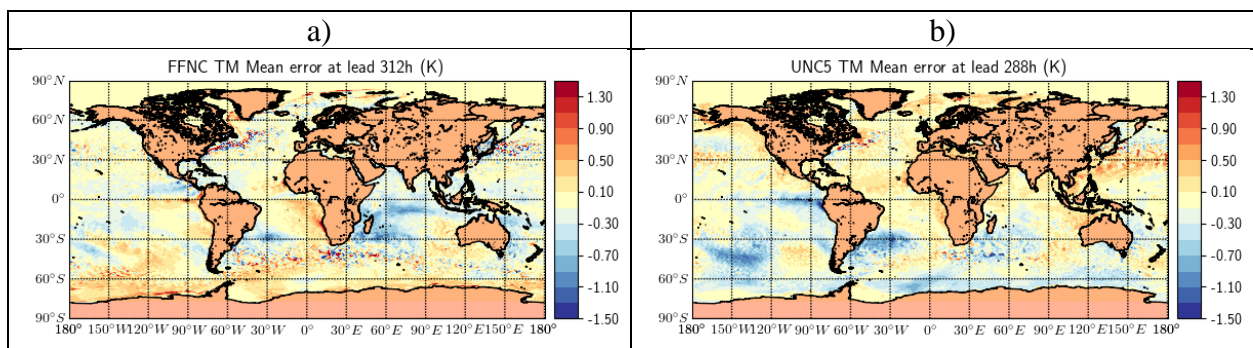 a)
b)
FFNC TM Mean error at lead 312h (K)
90°N
60°N
30°N
0°
30°S
60°S
90°S
180° 150°W 120°W 90°W 60°W 30°W 0° 30°E 60°E 90°E 120°E 150°E 180°
1.30
0.90
0.50
0.10
-0.30
-0.70
-1.10
-1.50
UNC5 TM Mean error at lead 288h (K)
90°N
60°N
30°N
0°
30°S
60°S
90°S
180° 150°W 120°W 90°W 60°W 30°W 0° 30°E 60°E 90°E 120°E 150°E 180°
1.30
0.90
0.50
0.10
-0.30
-0.70
-1.10
-1.50